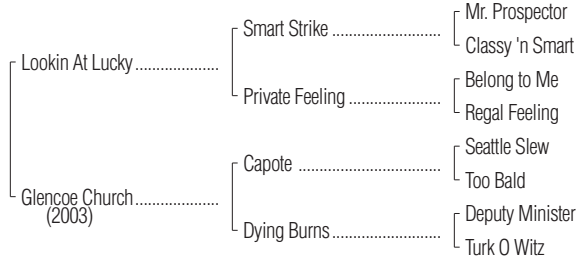 Mr. Prospector
Smart Strike ........................
Classy 'n Smart
Lookin At Lucky ....................
Belong to Me
Private Feeling .....................
Regal Feeling
Seattle Slew
Capote ................................
Too Bald
Glencoe Church ....................
(2003)
Deputy Minister
Dying Burns ........................
Turk O Witz